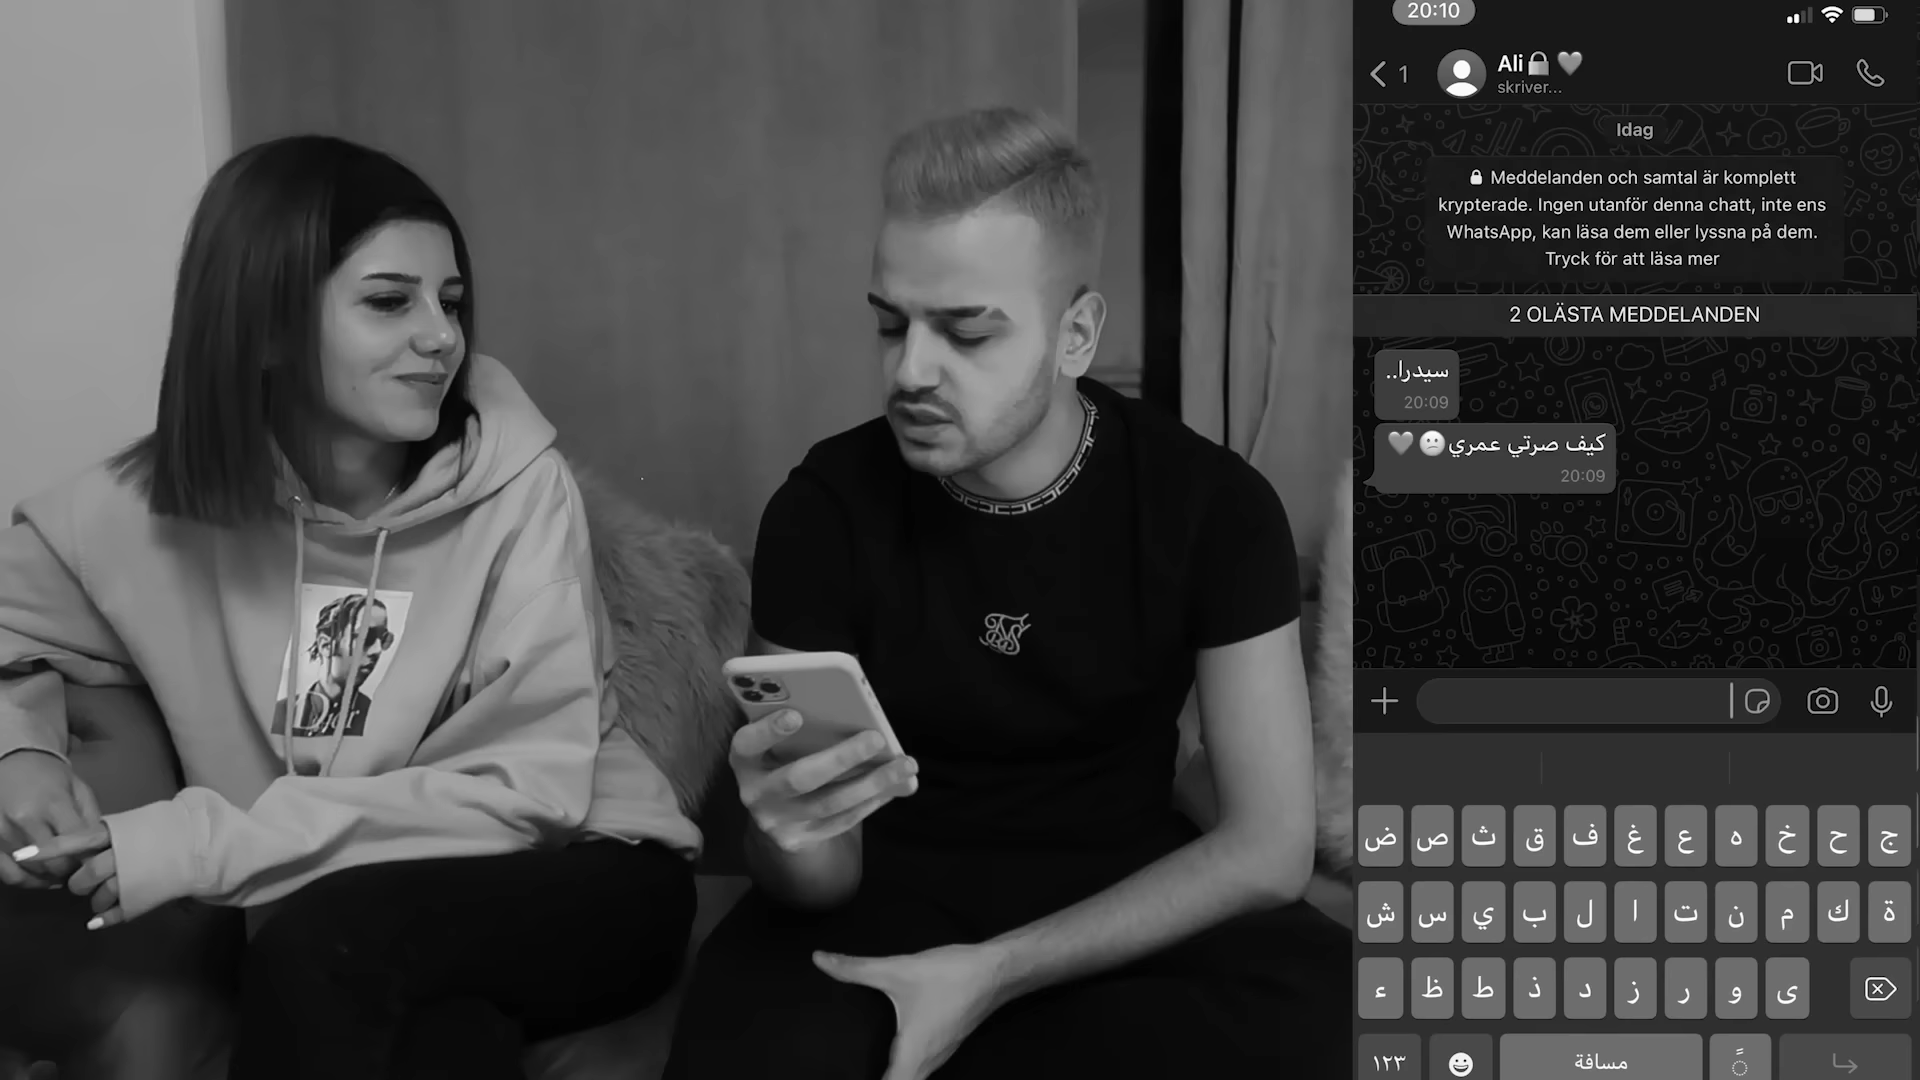 20:10
1
Ali🔒🤍
skriver...
Idag
🔒 Meddelanden och samtal är komplett
krypterade. Ingen utanför denna chatt, inte ens
WhatsApp, kan läsa dem eller lyssna på dem.
Tryck för att läsa mer
2 OLÄSTA MEDDELANDEN
سيدرا..
20:09
كيف صرتي عمري😕🤍
20:09
ض ص ث ق ف غ ع ه خ ح ج
ش س ي ب ل ا ت ن م ك ة
ء ظ ط ذ د ز ر و ى
١٢٣
مسافة
Dior